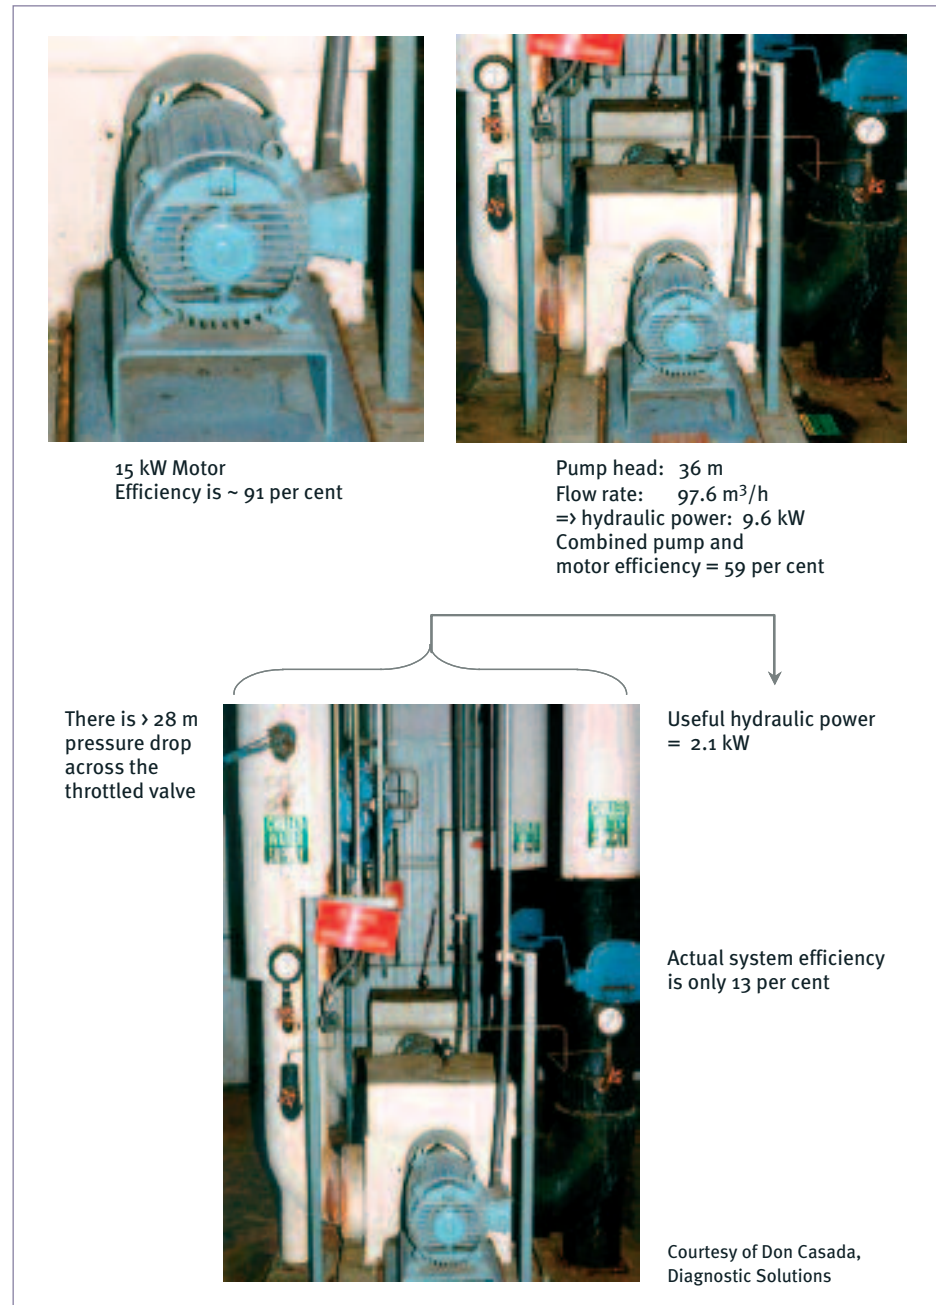 15 kW Motor
Efficiency is ~ 91 per cent
Pump head: 36 m
Flow rate: 97.6 m³/h
=> hydraulic power: 9.6 kW
Combined pump and
motor efficiency = 59 per cent
There is > 28 m
pressure drop
across the
throttled valve
Useful hydraulic power
= 2.1 kW
Actual system efficiency
is only 13 per cent
Courtesy of Don Casada,
Diagnostic Solutions